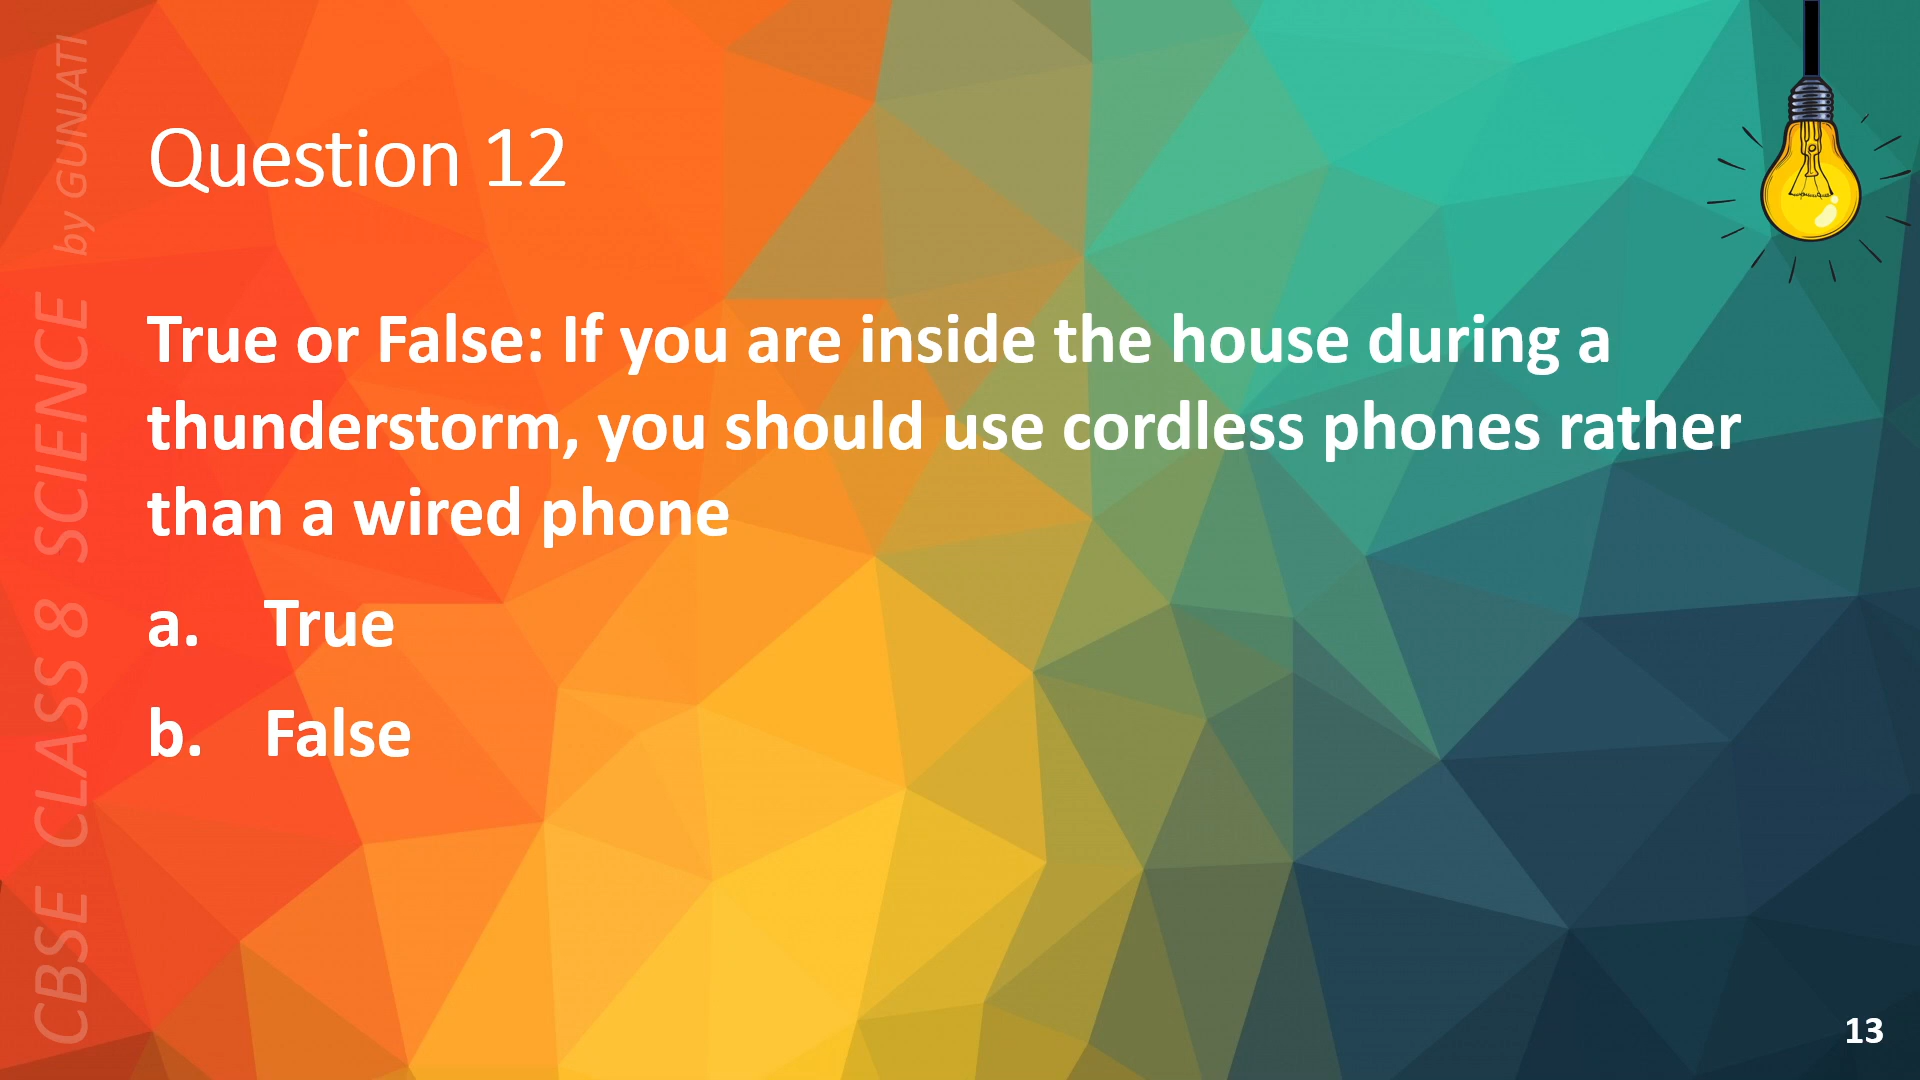 CBSE CLASS 8 SCIENCE by GUNJATI
Question 12
True or False: If you are inside the house during a
thunderstorm, you should use cordless phones rather
than a wired phone
a. True
b. False
13